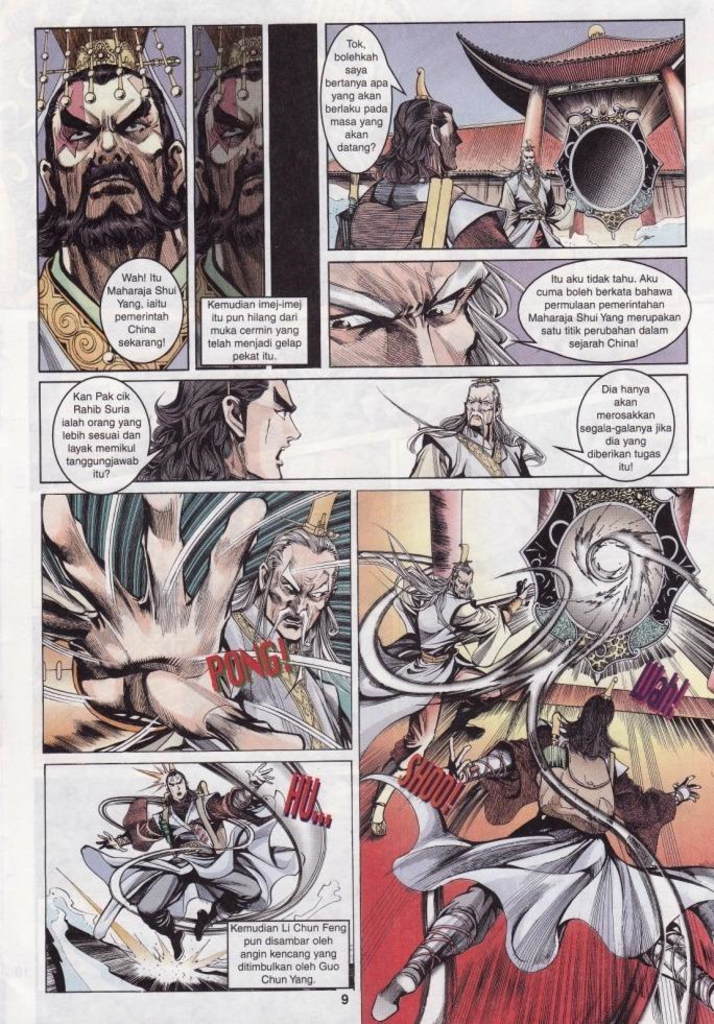 Wah! Itu
Maharaja Shui
Yang, iaitu
pemerintah
China
sekarang!
Kemudian imej-imej
itu pun hilang dari
muka cermin yang
telah menjadi gelap
pekat itu.
Tok,
bolehkah
saya
bertanya apa
yang akan
berlaku pada
masa yang
akan
datang?
Itu aku tidak tahu. Aku
cuma boleh berkata bahawa
permulaan pemerintahan
Maharaja Shui Yang merupakan
satu titik perubahan dalam
sejarah China!
Kan Pak cik
Rahib Suria
ialah orang yang
lebih sesuai dan
layak memikul
tanggungjawab
itu?
Dia hanya
akan
merosakkan
segala-galanya jika
dia yang
diberikan tugas
itu!
PONG!
Ueh!
SHOU!
HU...
Kemudian Li Chun Feng
pun disambar oleh
angin kencang yang
ditimbulkan oleh Guo
Chun Yang.
9